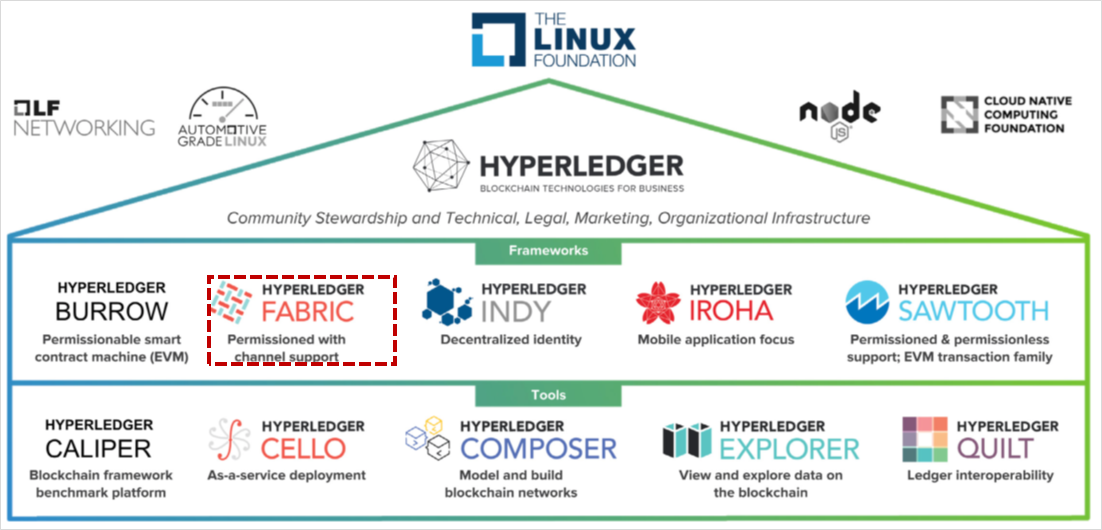 THE
LINUX
FOUNDATION
LF
NETWORKING
AUTOMOTIVE
GRADE LINUX
node
JS
CLOUD NATIVE
COMPUTING
FOUNDATION
HYPERLEDGER
BLOCKCHAIN TECHNOLOGIES FOR BUSINESS
Community Stewardship and Technical, Legal, Marketing, Organizational Infrastructure
Frameworks
HYPERLEDGER
BURROW
Permissionable smart
contract machine (EVM)
HYPERLEDGER
FABRIC
Permissioned with
channel support
HYPERLEDGER
INDY
Decentralized identity
HYPERLEDGER
IROHA
Mobile application focus
HYPERLEDGER
SAWTOOTH
Permissioned & permissionless
support; EVM transaction family
Tools
HYPERLEDGER
CALIPER
Blockchain framework
benchmark platform
HYPERLEDGER
CELLO
As-a-service deployment
HYPERLEDGER
COMPOSER
Model and build
blockchain networks
HYPERLEDGER
EXPLORER
View and explore data on
the blockchain
HYPERLEDGER
QUILT
Ledger interoperability